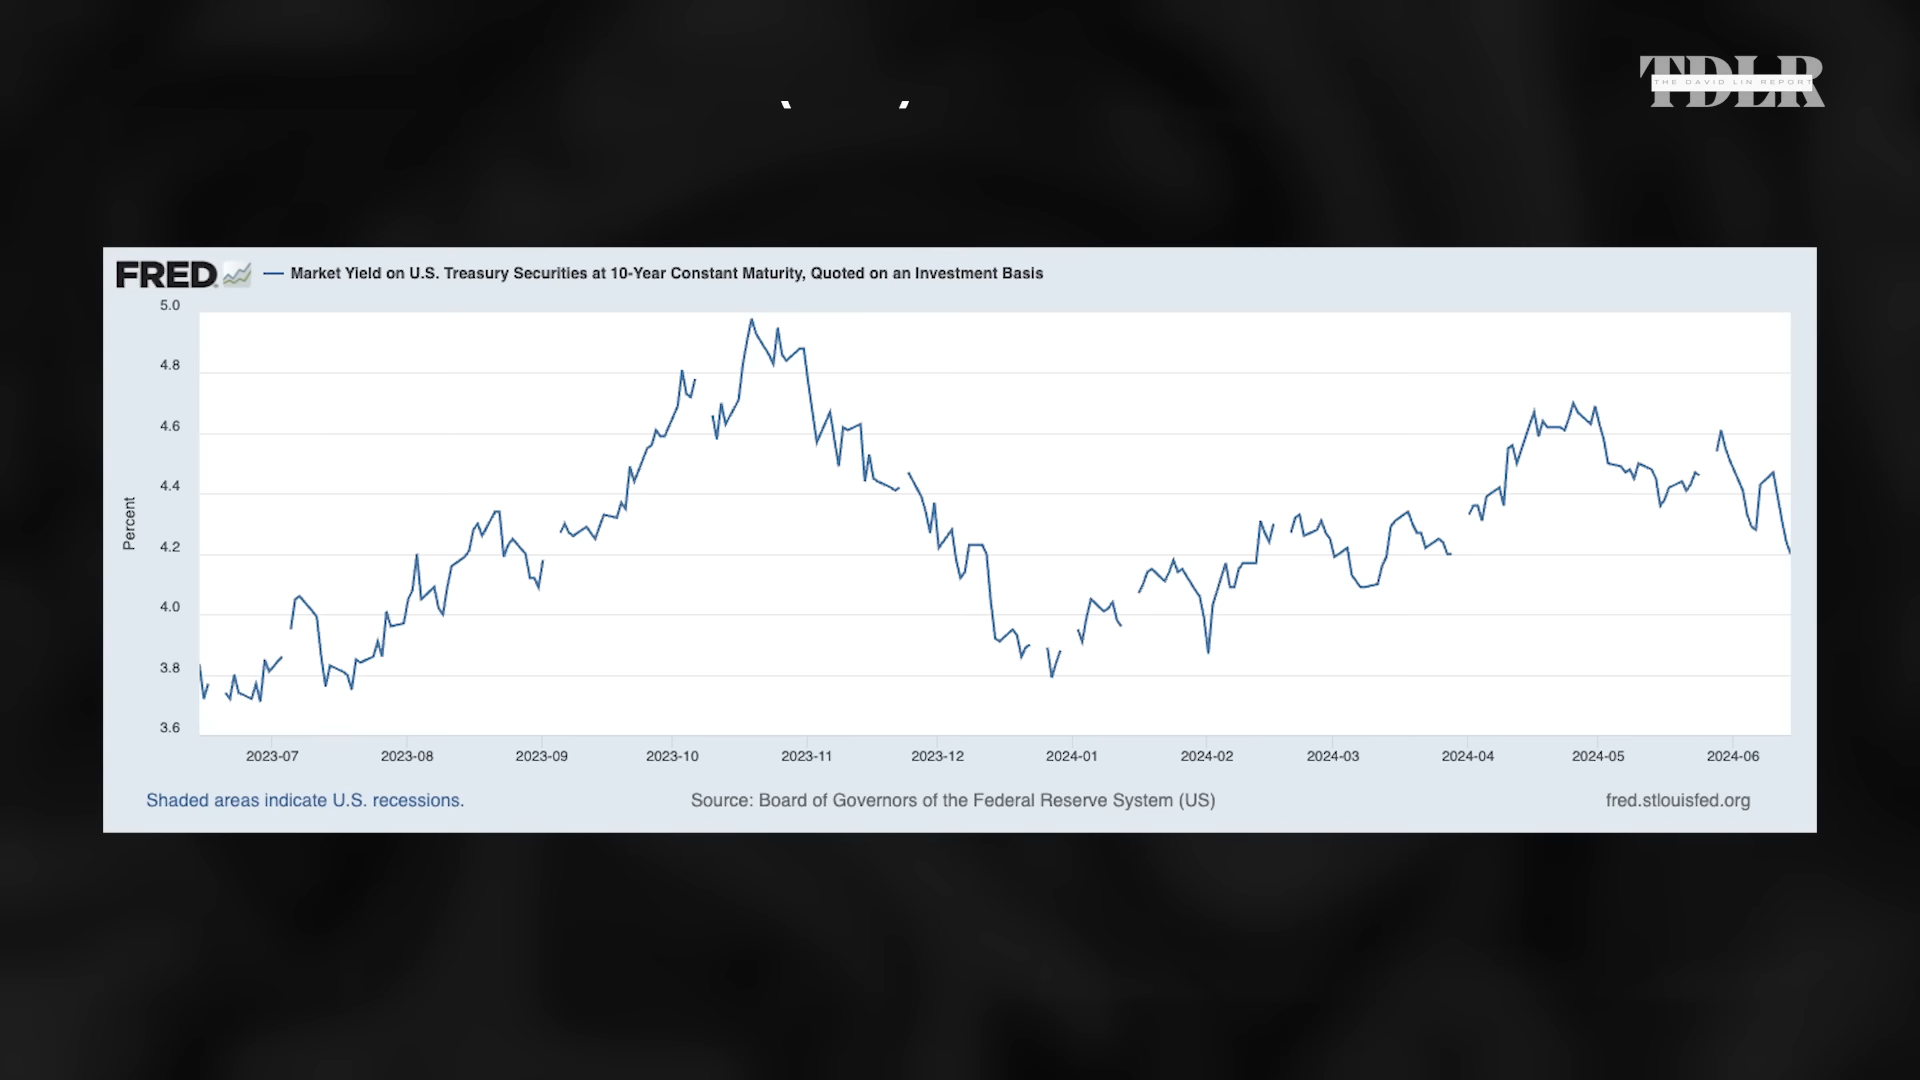 TDLR
THE DAVID LIN REPORT
FRED
Market Yield on U.S. Treasury Securities at 10-Year Constant Maturity, Quoted on an Investment Basis
5.0
4.8
4.6
4.4
4.2
4.0
3.8
3.6
Percent
2023-07 2023-08 2023-09 2023-10 2023-11 2023-12 2024-01 2024-02 2024-03 2024-04 2024-05 2024-06
Shaded areas indicate U.S. recessions. Source: Board of Governors of the Federal Reserve System (US) fred.stlouisfed.org